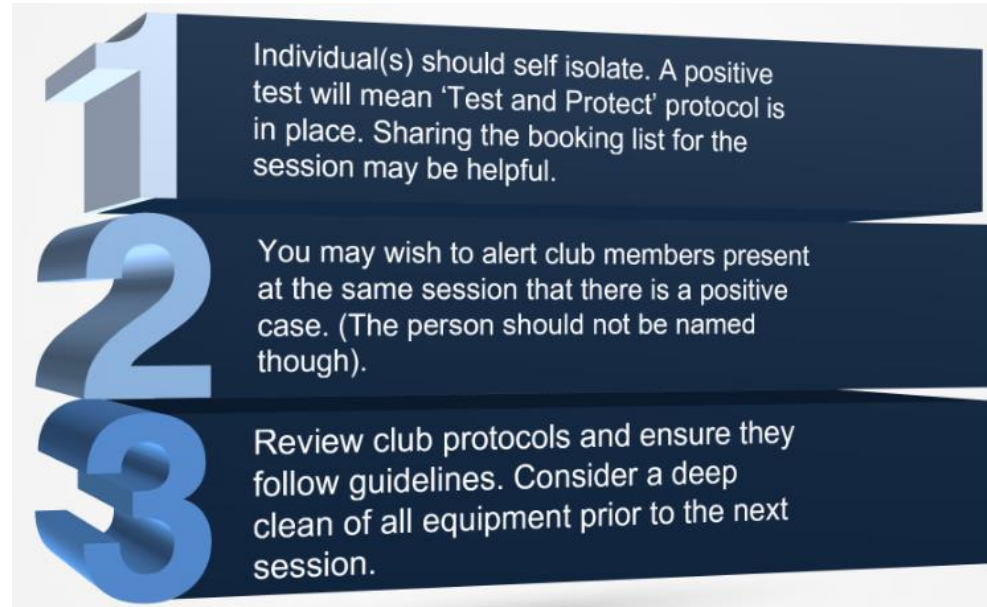 1
Individual(s) should self isolate. A positive
test will mean ‘Test and Protect’ protocol is
in place. Sharing the booking list for the
session may be helpful.
2
You may wish to alert club members present
at the same session that there is a positive
case. (The person should not be named
though).
3
Review club protocols and ensure they
follow guidelines. Consider a deep
clean of all equipment prior to the next
session.